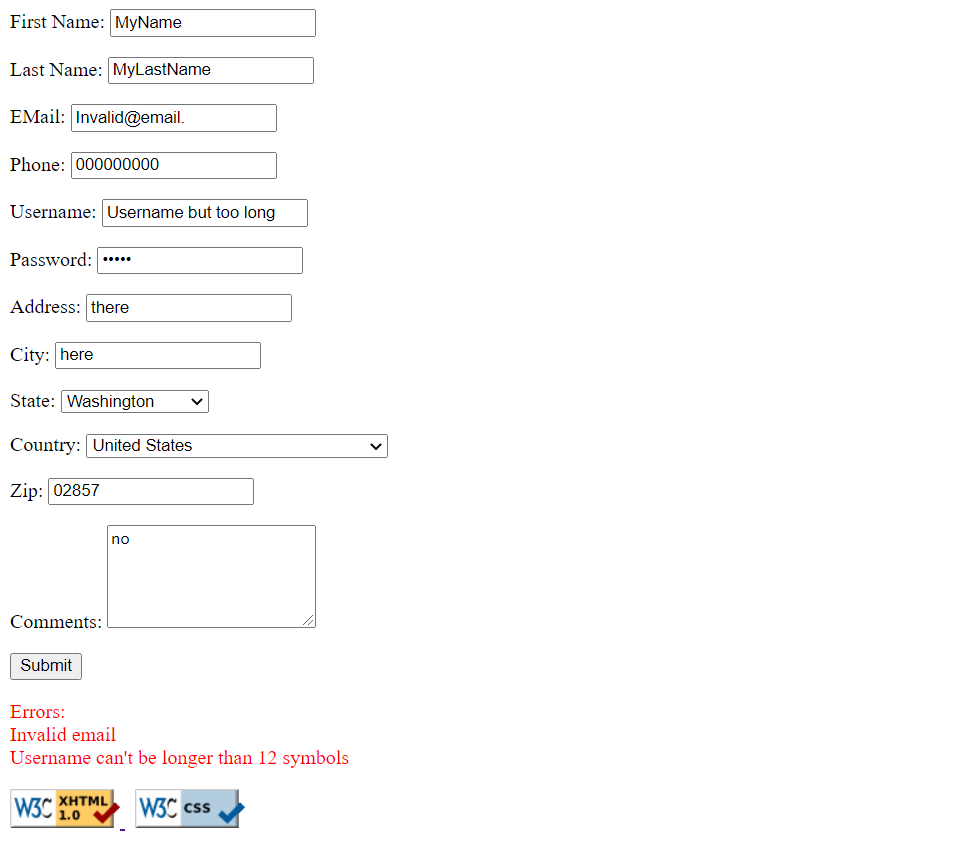 First Name: MyName
Last Name: MyLastName
EMail: Invalid@email.
Phone: 000000000
Username: Username but too long
Password: •••••
Address: there
City: here
State: Washington
Country: United States
Zip: 02857
Comments: no
Submit
Errors:
Invalid email
Username can't be longer than 12 symbols
W3C XHTML 1.0 W3C css